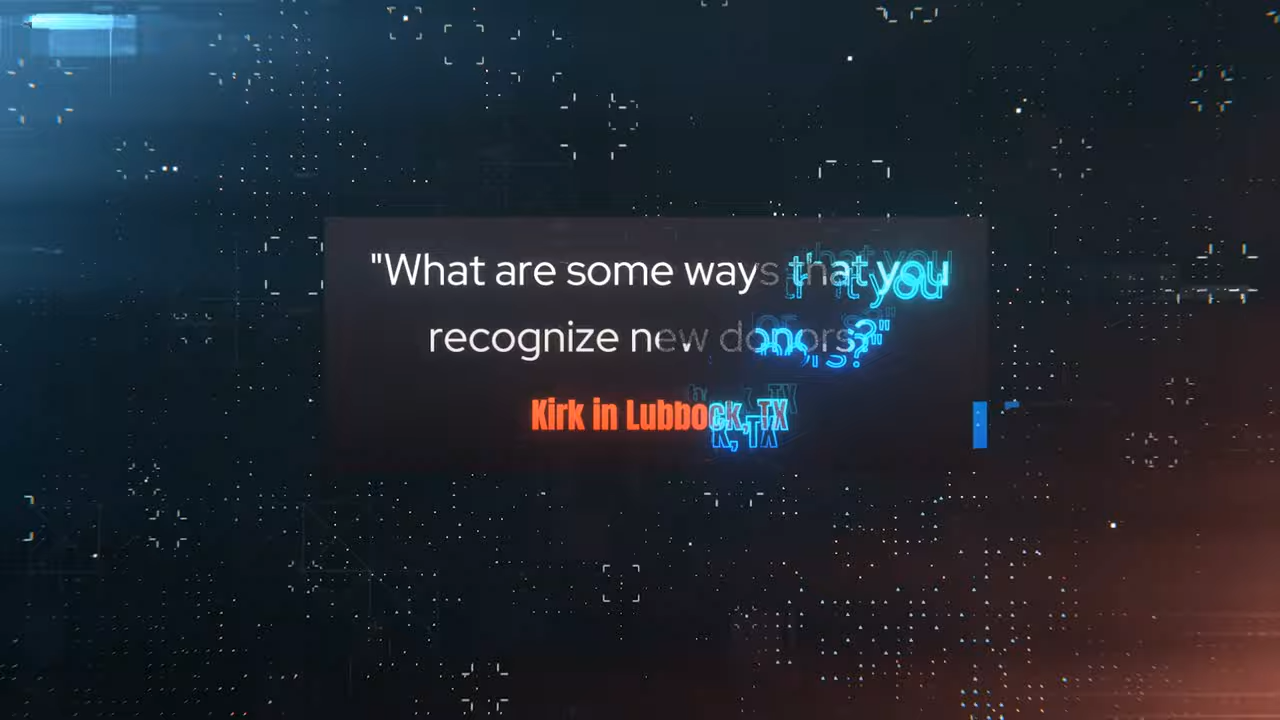 "What are some ways that you
recognize new donors?"
Kirk in Lubbock, TX